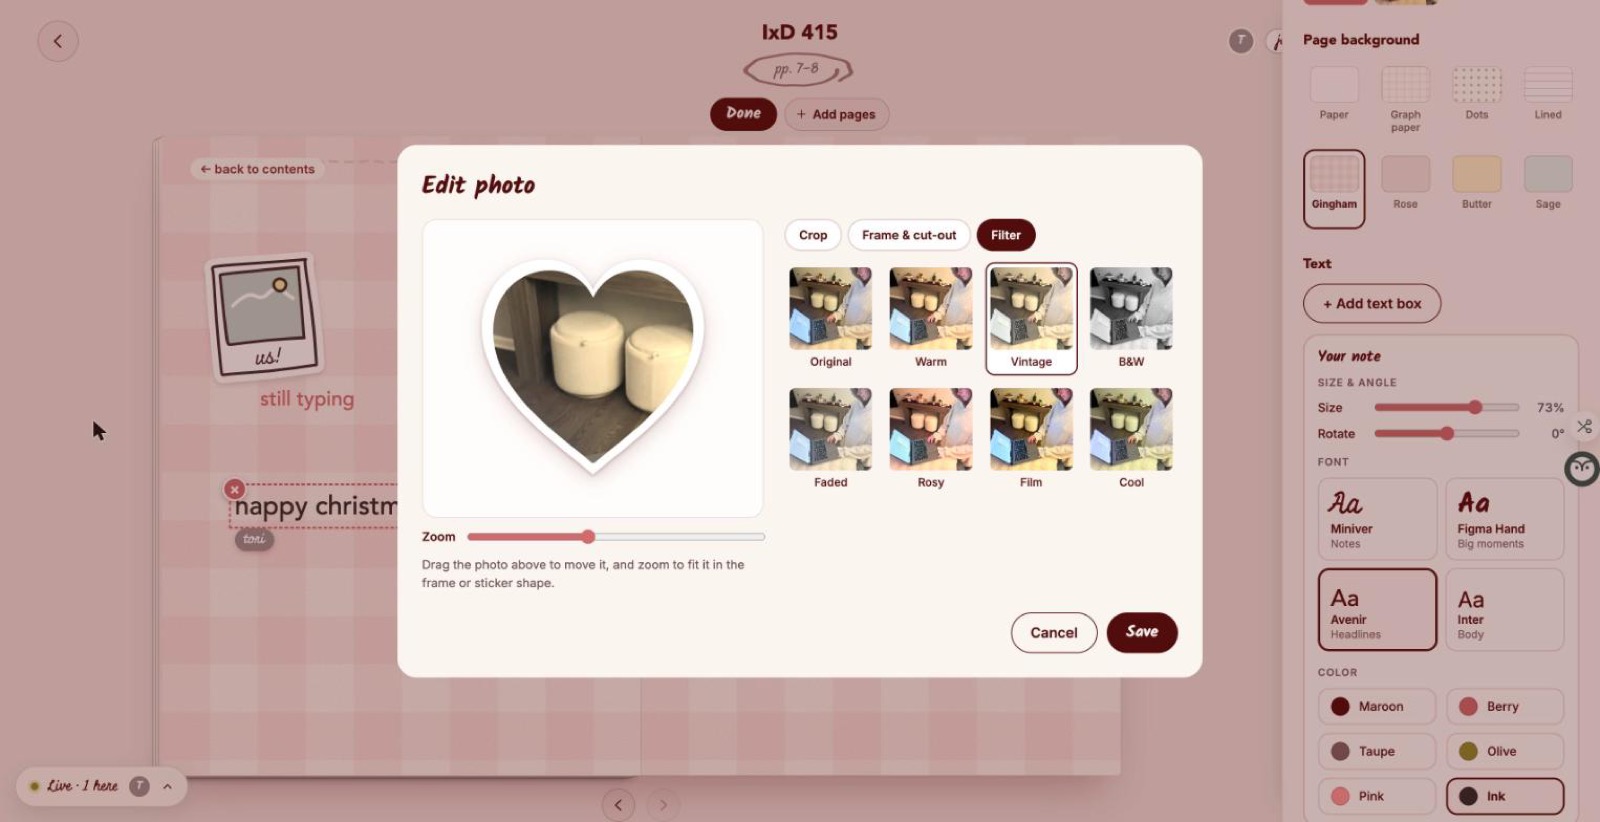 IxD 415
pp. 7–8
Done
+ Add pages
T
← back to contents
us!
still typing
happy christm
tori
Live · 1 here
T
Edit photo
Zoom
Drag the photo above to move it, and zoom to fit it in the
frame or sticker shape.
Crop
Frame & cut-out
Filter
Original
Warm
Vintage
B&W
Faded
Rosy
Film
Cool
Cancel
Save
Page background
Paper
Graph
paper
Dots
Lined
Gingham
Rose
Butter
Sage
Text
+ Add text box
Your note
SIZE & ANGLE
Size
73%
Rotate
0°
FONT
Aa
Miniver
Notes
Aa
Figma Hand
Big moments
Aa
Avenir
Headlines
Aa
Inter
Body
COLOR
Maroon
Berry
Taupe
Olive
Pink
Ink